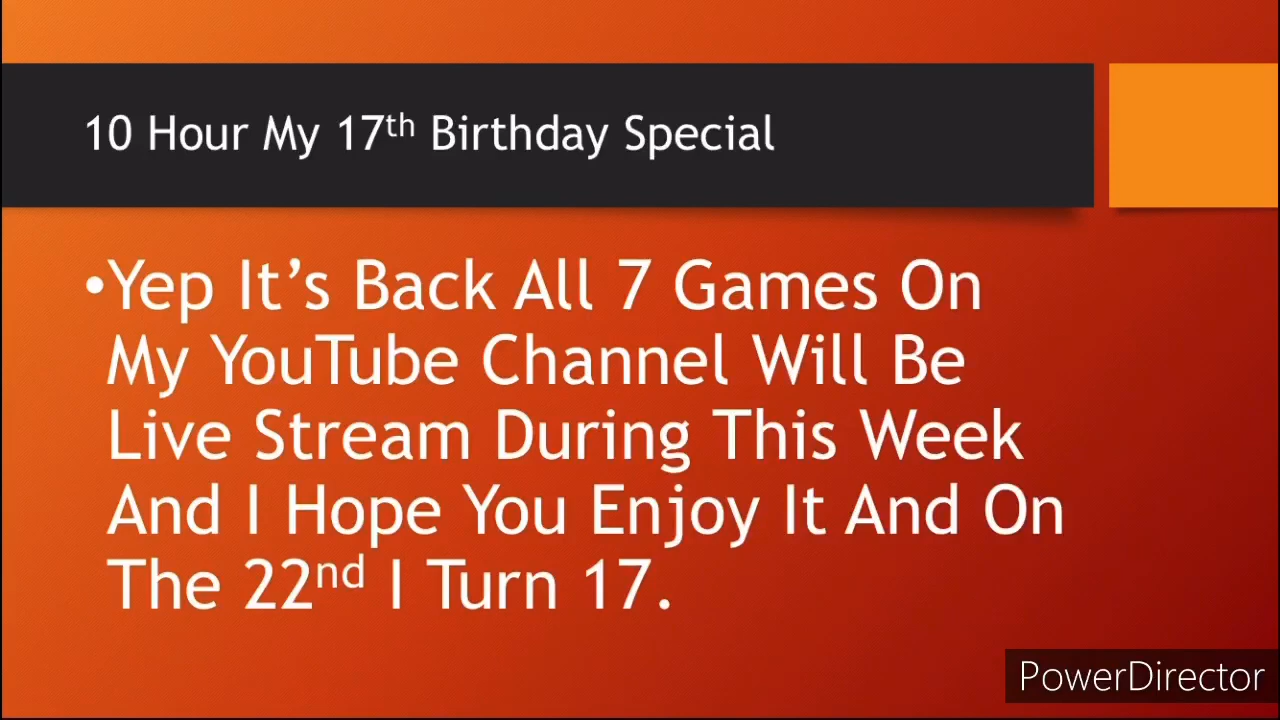 10 Hour My 17th Birthday Special
•Yep It’s Back All 7 Games On
My YouTube Channel Will Be
Live Stream During This Week
And I Hope You Enjoy It And On
The 22nd I Turn 17.
PowerDirector